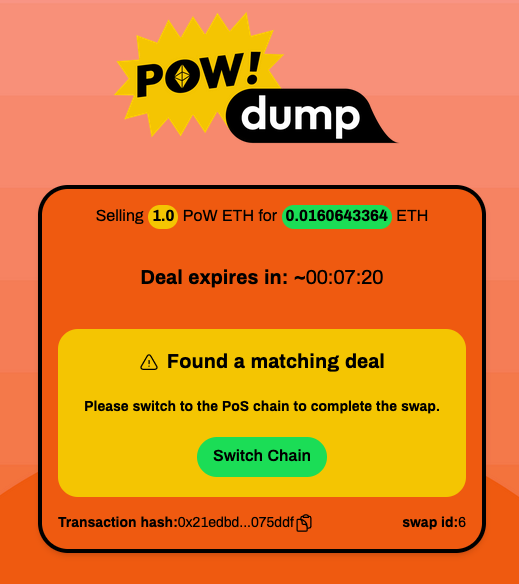 POW!
dump
Selling 1.0 PoW ETH for 0.0160643364 ETH
Deal expires in: ~00:07:20
Found a matching deal
Please switch to the PoS chain to complete the swap.
Switch Chain
Transaction hash:0x21edbd...075ddf swap id:6